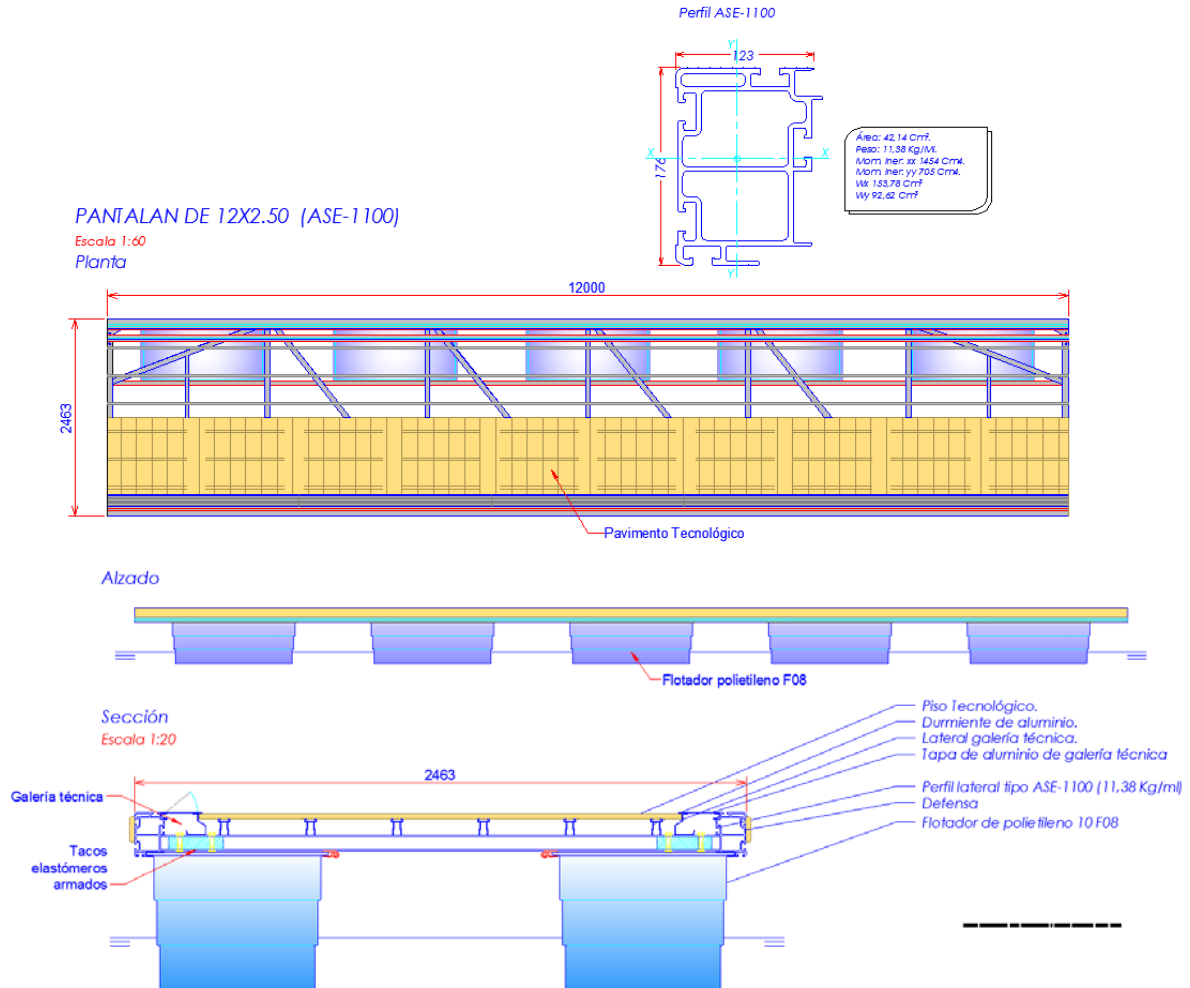 Perfil ASE-1100
Y
123
176
X
X
Y
Área: 42,14 Cm².
Peso: 11,38 Kg/Ml.
Mom. Iner. xx 1454 Cm4.
Mom. Iner. yy 705 Cm4.
Wx 153,78 Cm³
Wy 92,62 Cm³
PANTALAN DE 12X2.50 (ASE-1100)
Escala 1:60
Planta
12000
2463
Pavimento Tecnológico
Alzado
Flotador polietileno F08
Sección
Escala 1:20
2463
Galería técnica
Tacos
elastómeros
armados
Piso Tecnológico.
Durmiente de aluminio.
Lateral galería técnica.
Tapa de aluminio de galería técnica
Perfil lateral tipo ASE-1100 (11,38 Kg/ml)
Defensa
Flotador de polietileno 10 F08